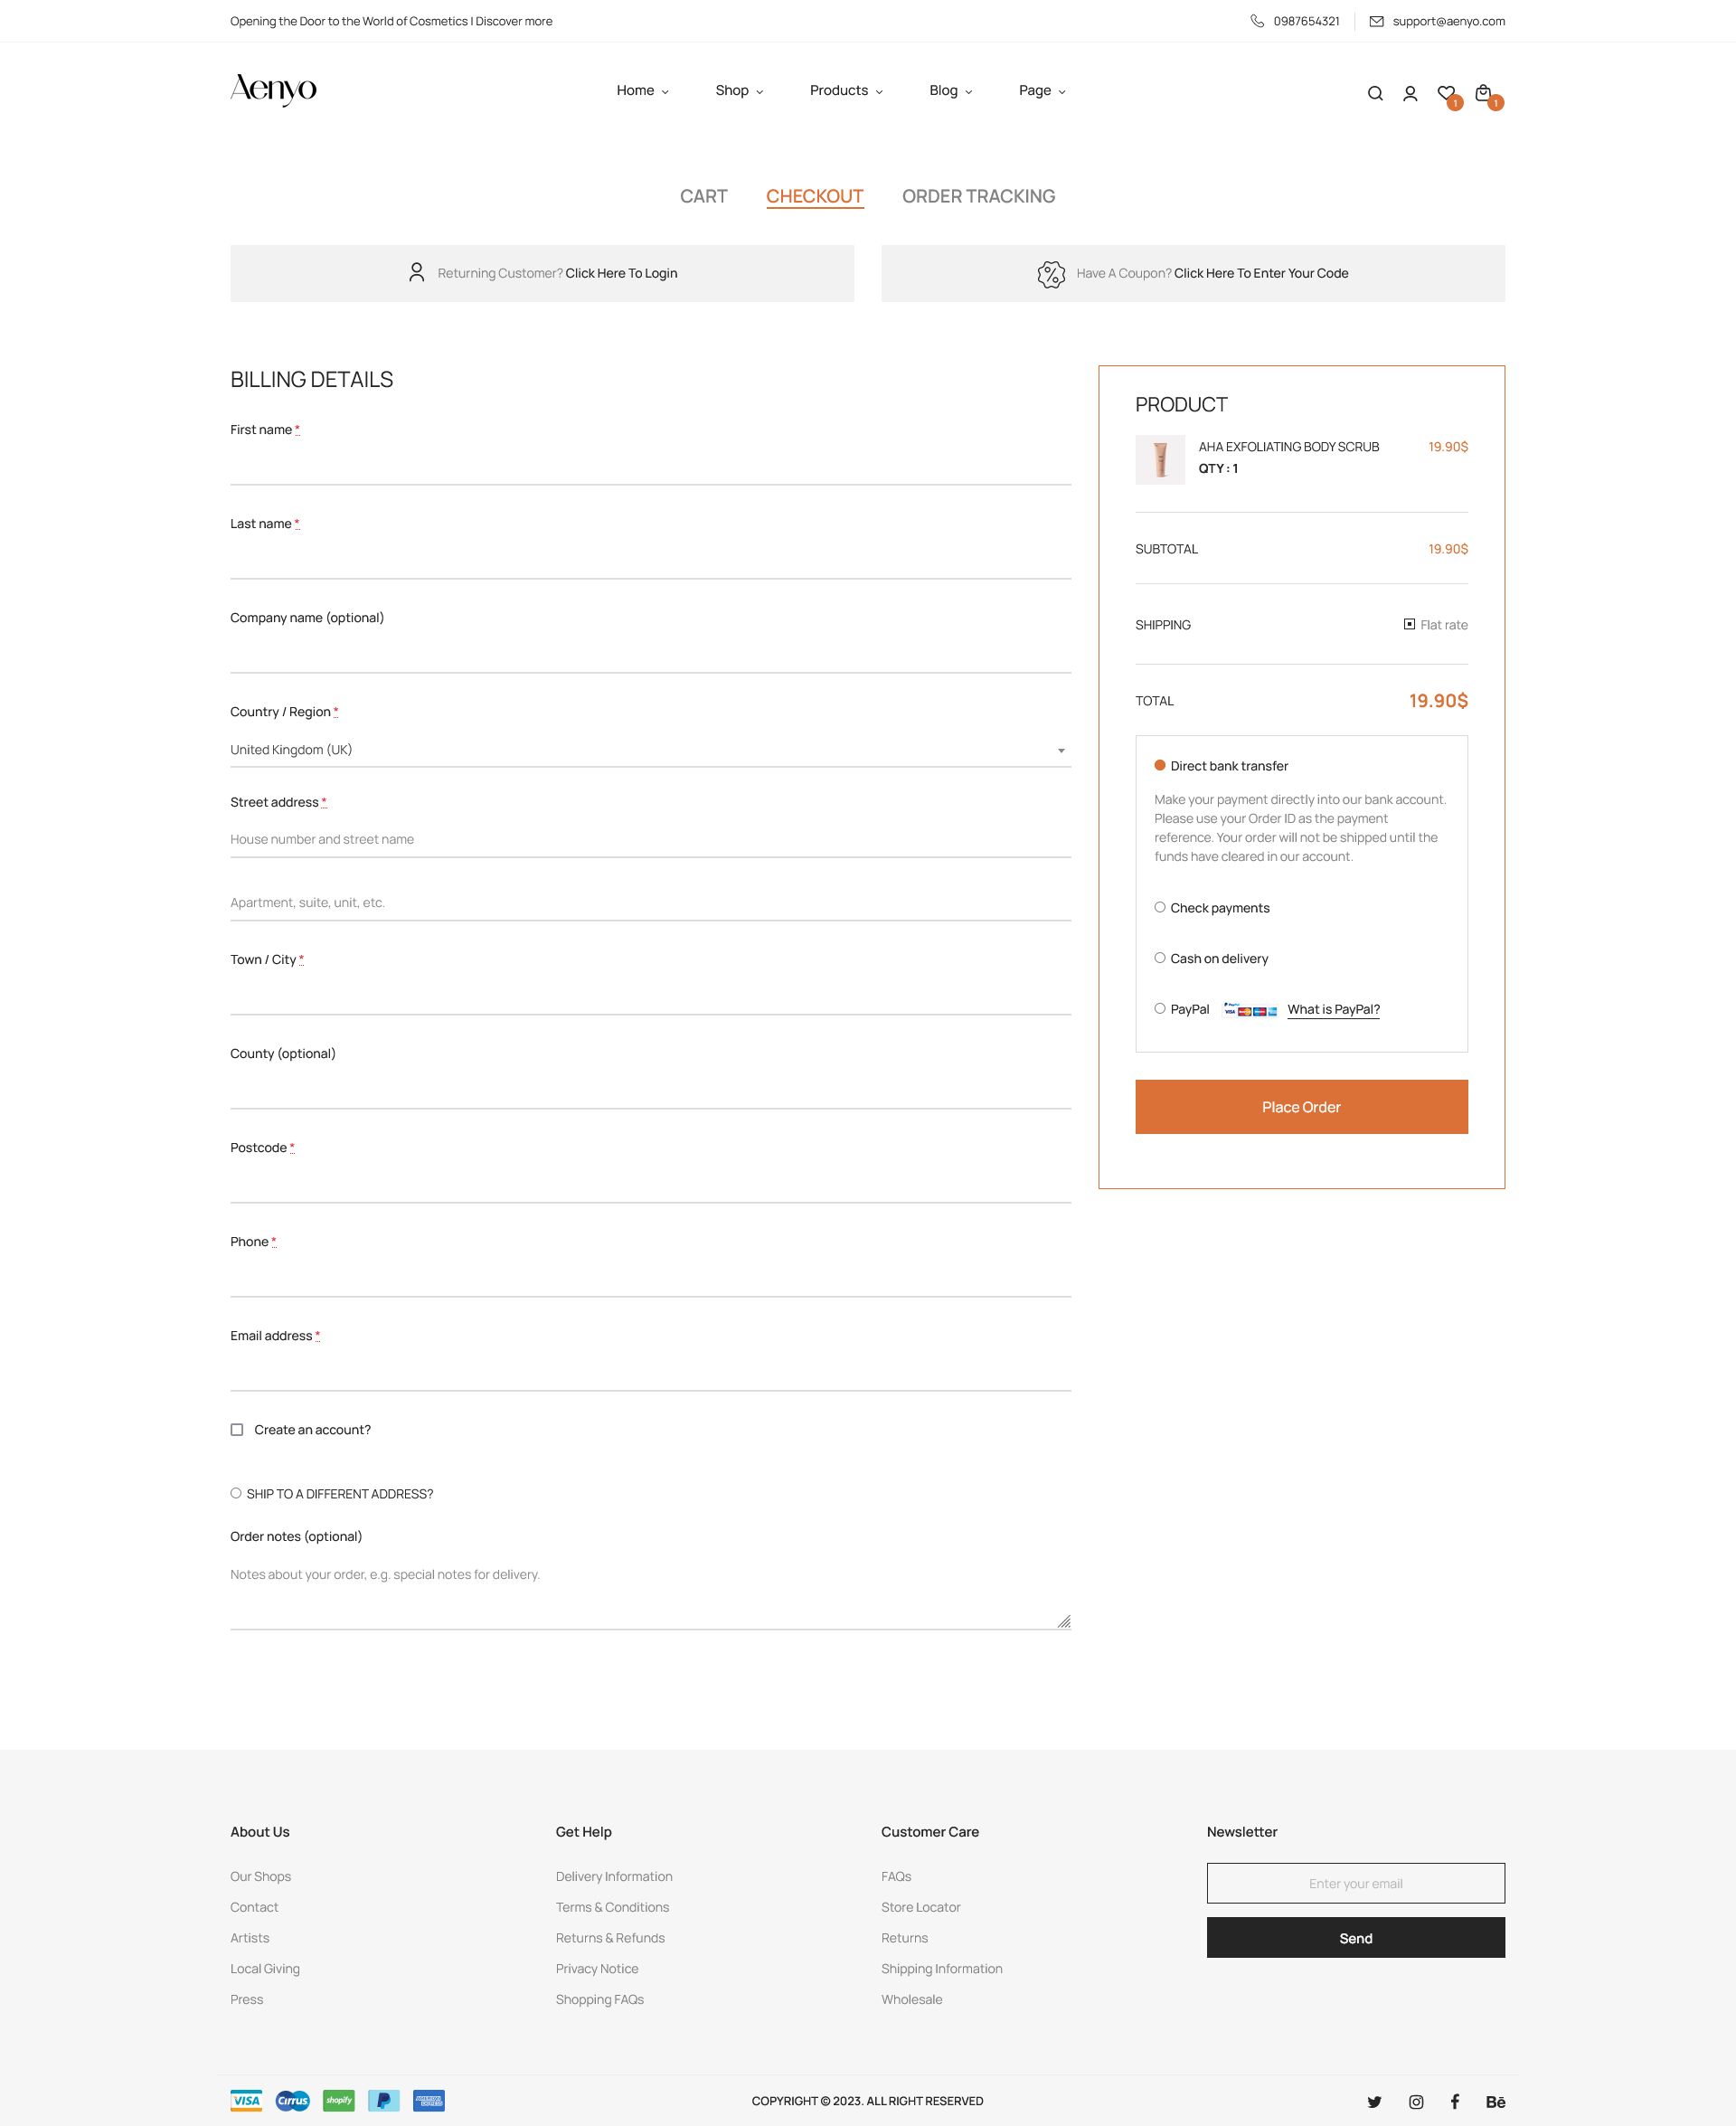 Opening the Door to the World of Cosmetics | Discover more
0987654321
support@aenyo.com
Aenyo
Home
Shop
Products
Blog
Page
1
1
CART
CHECKOUT
ORDER TRACKING
Returning Customer? Click Here To Login
Have A Coupon? Click Here To Enter Your Code
BILLING DETAILS
First name *
Last name *
Company name (optional)
Country / Region *
United Kingdom (UK)
Street address *
House number and street name
Apartment, suite, unit, etc.
Town / City *
County (optional)
Postcode *
Phone *
Email address *
Create an account?
SHIP TO A DIFFERENT ADDRESS?
Order notes (optional)
Notes about your order, e.g. special notes for delivery.
PRODUCT
AHA EXFOLIATING BODY SCRUB
19.90$
QTY : 1
SUBTOTAL
19.90$
SHIPPING
Flat rate
TOTAL
19.90$
Direct bank transfer
Make your payment directly into our bank account.
Please use your Order ID as the payment
reference. Your order will not be shipped until the
funds have cleared in our account.
Check payments
Cash on delivery
PayPal
PayPal
VISA
What is PayPal?
Place Order
About Us
Our Shops
Contact
Artists
Local Giving
Press
Get Help
Delivery Information
Terms & Conditions
Returns & Refunds
Privacy Notice
Shopping FAQs
Customer Care
FAQs
Store Locator
Returns
Shipping Information
Wholesale
Newsletter
Enter your email
Send
VISA
Cirrus
shopify
P
AMERICAN EXPRESS
COPYRIGHT © 2023. ALL RIGHT RESERVED
Bē